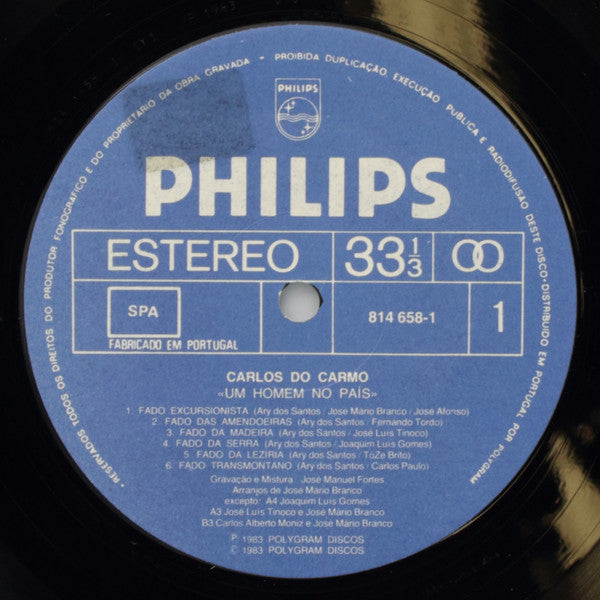 • RESERVADOS TODOS OS DIREITOS DO PRODUTOR FONOGRÁFICO E DO PROPRIETÁRIO DA OBRA GRAVADA - PROIBIDA DUPLICAÇÃO, EXECUÇÃO PÚBLICA E RADIODIFUSÃO DESTE DISCO - DISTRIBUÍDO EM PORTUGAL POR POLYGRAM
PHILIPS
PHILIPS
ESTEREO 33 1/3
SPA 814 658-1 1
FABRICADO EM PORTUGAL
CARLOS DO CARMO
«UM HOMEM NO PAÍS»
1. FADO EXCURSIONISTA (Ary dos Santos / José Mário Branco / José Afonso)
2. FADO DAS AMENDOEIRAS (Ary dos Santos / Fernando Tordo)
3. FADO DA MADEIRA (Ary dos Santos / José Luís Tinoco)
4. FADO DA SERRA (Ary dos Santos / Joaquim Luís Gomes)
5. FADO DA LEZÍRIA (Ary dos Santos / TóZé Brito)
6. FADO TRANSMONTANO (Ary dos Santos / Carlos Paulo)
Gravação e Mistura José Manuel Fortes
Arranjos de José Mário Branco
excepto: A4 Joaquim Luís Gomes
A3 José Luís Tinoco e José Mário Branco
B3 Carlos Alberto Moniz e José Mário Branco
℗ 1983 POLYGRAM DISCOS
© 1983 POLYGRAM DISCOS